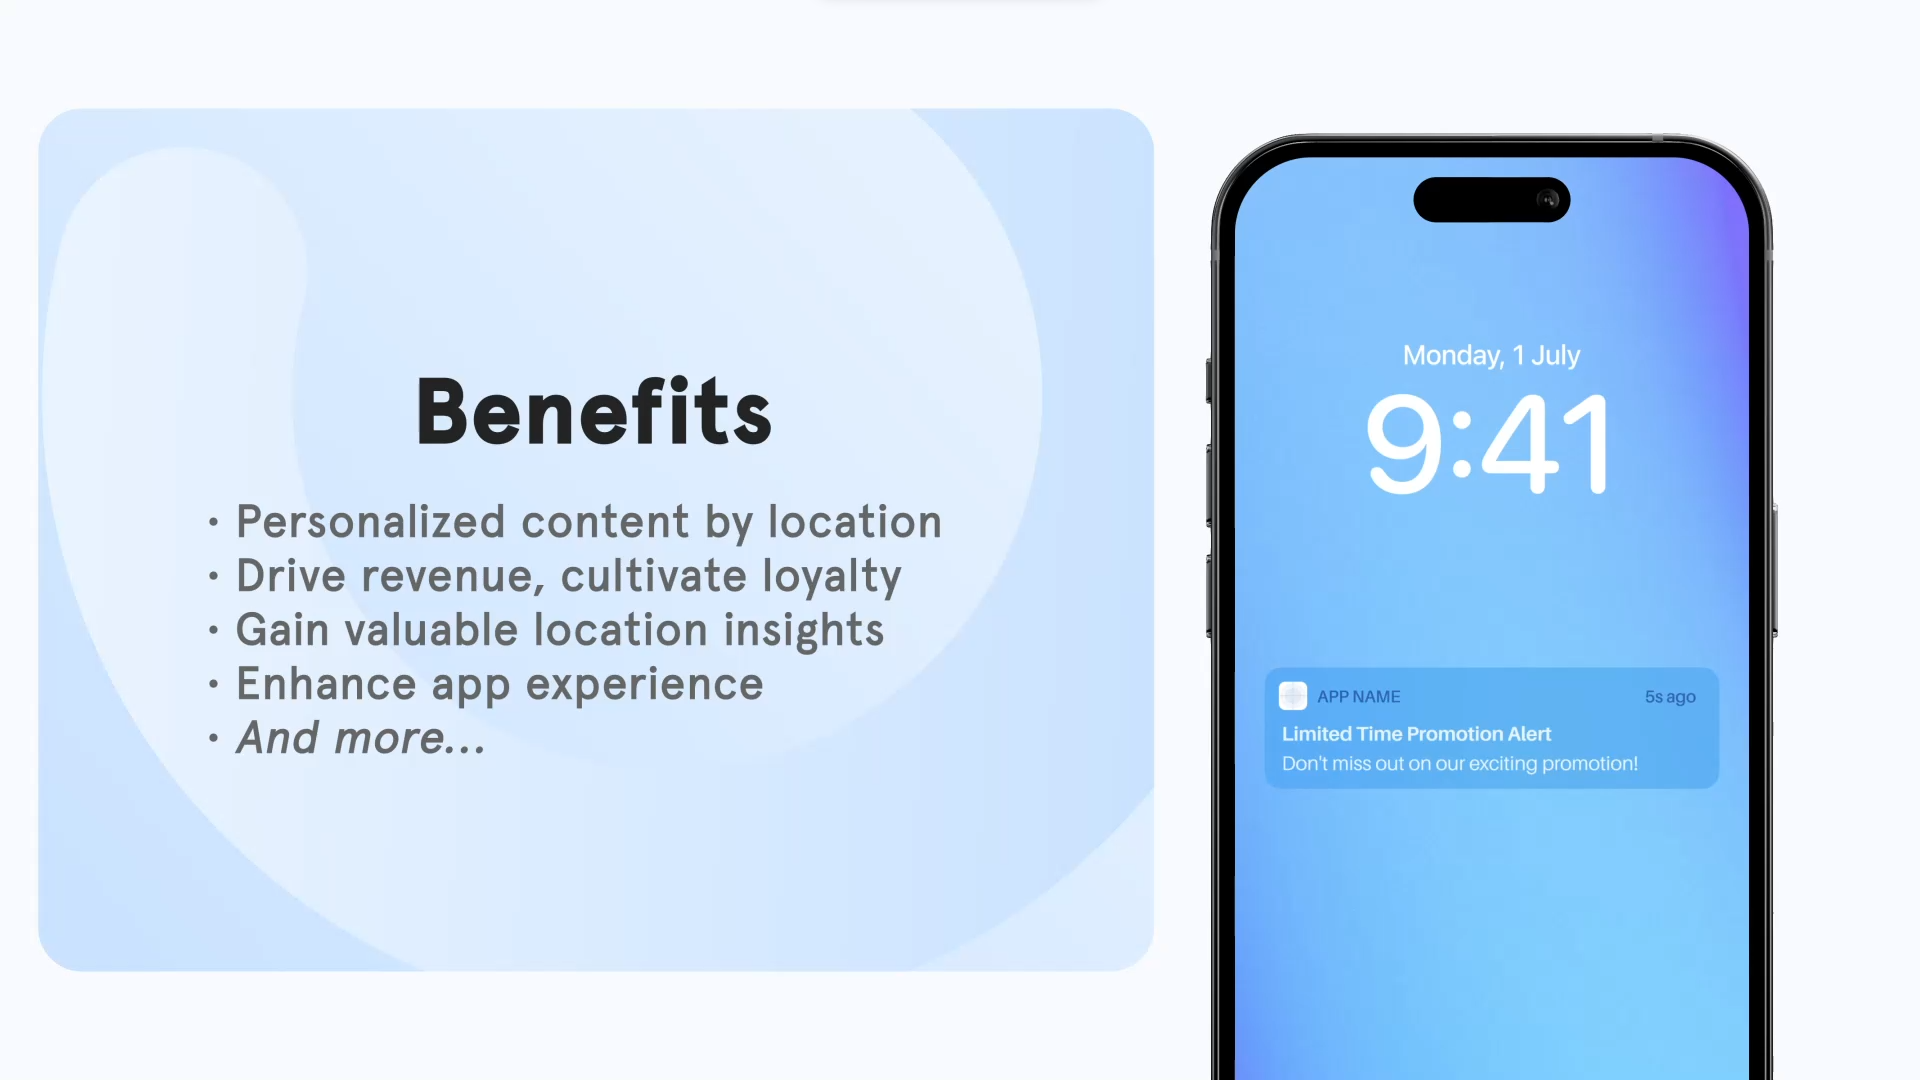 Benefits
· Personalized content by location
· Drive revenue, cultivate loyalty
· Gain valuable location insights
· Enhance app experience
· And more...
Monday, 1 July
9:41
APP NAME 5s ago
Limited Time Promotion Alert
Don't miss out on our exciting promotion!